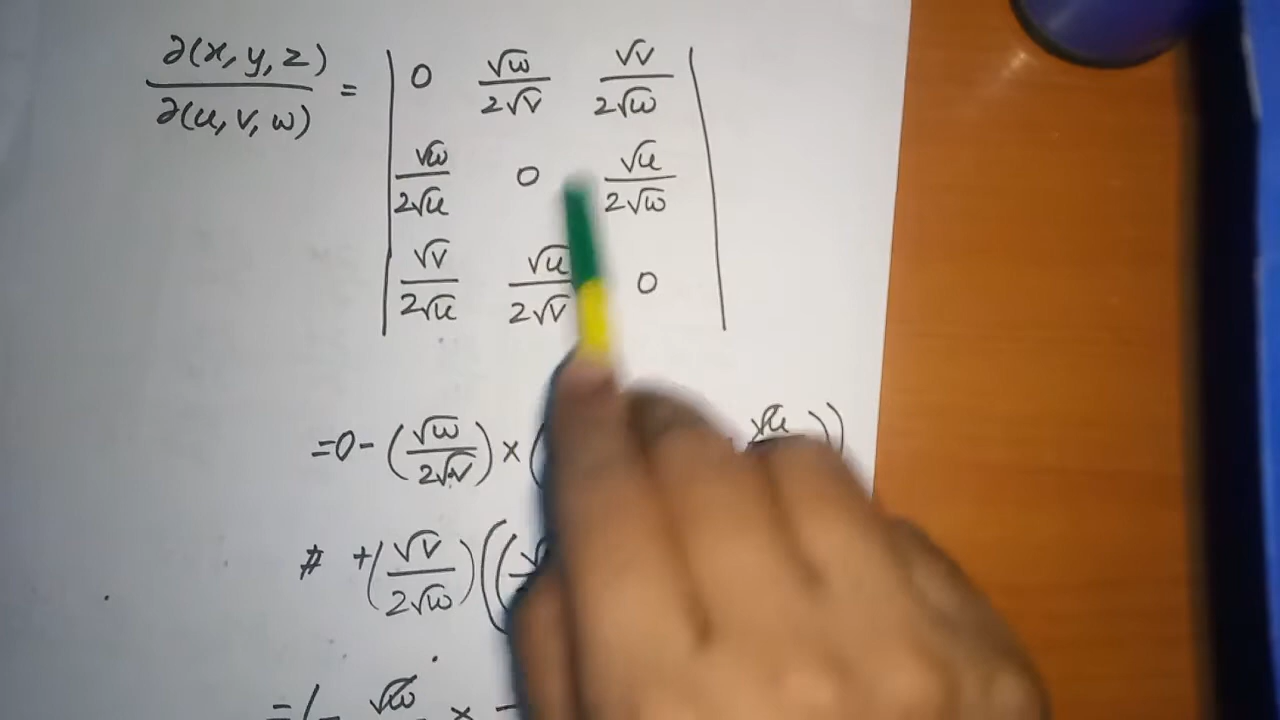 ∂(x, y, z) / ∂(u, v, w) = | 0 √w/2√v √v/2√w |
| √w/2√u 0 √u/2√w |
| √v/2√u √u/2√v 0 |
=0- (√w/2√v) × ( √u ))
# +(√v/2√w) ((
=(- √w ×